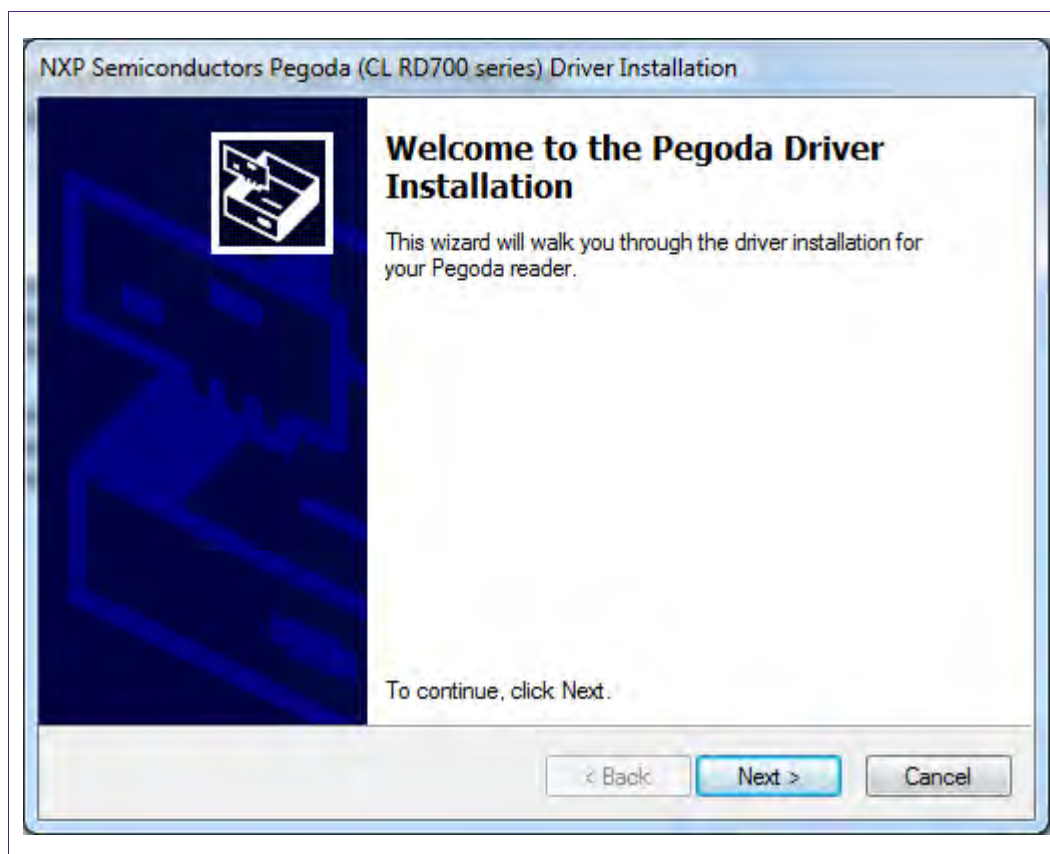 NXP Semiconductors Pegoda (CL RD700 series) Driver Installation
Welcome to the Pegoda Driver
Installation
This wizard will walk you through the driver installation for
your Pegoda reader.
To continue, click Next.
< Back Next > Cancel